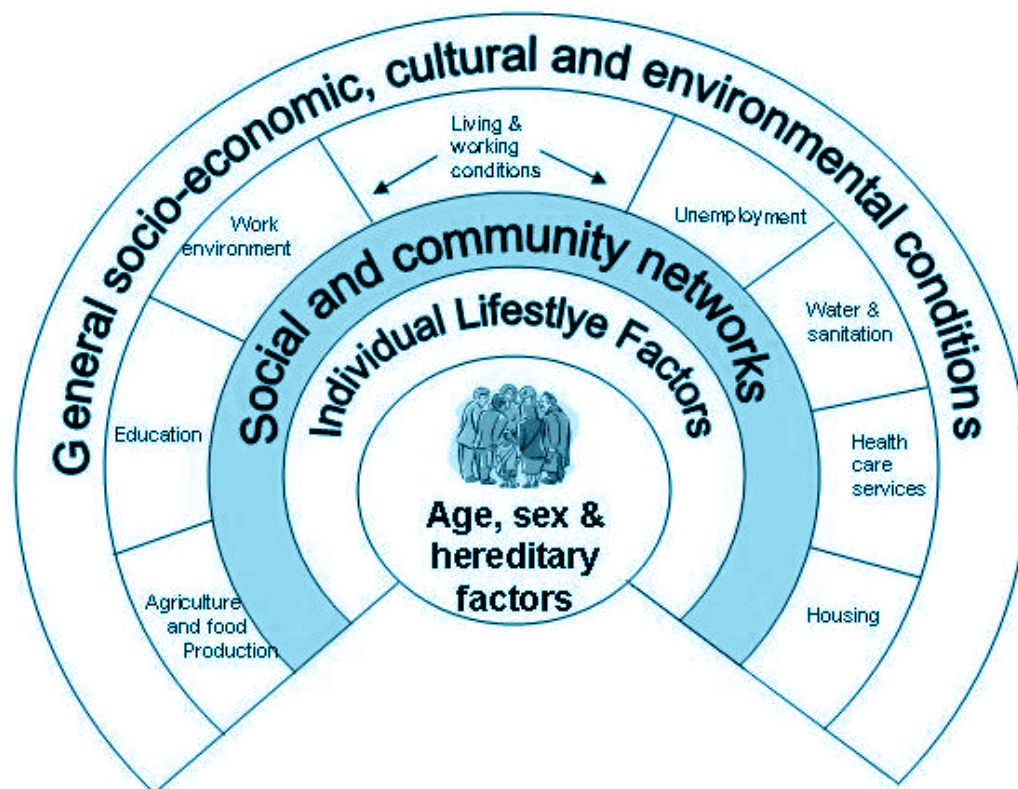 General socio-economic, cultural and environmental conditions
Living &
working
conditions
Work
environment
Unemployment
Education
Water &
sanitation
Agriculture
and food
Production
Health
care
services
Housing
Social and community networks
Individual Lifestlye Factors
Age, sex &
hereditary
factors